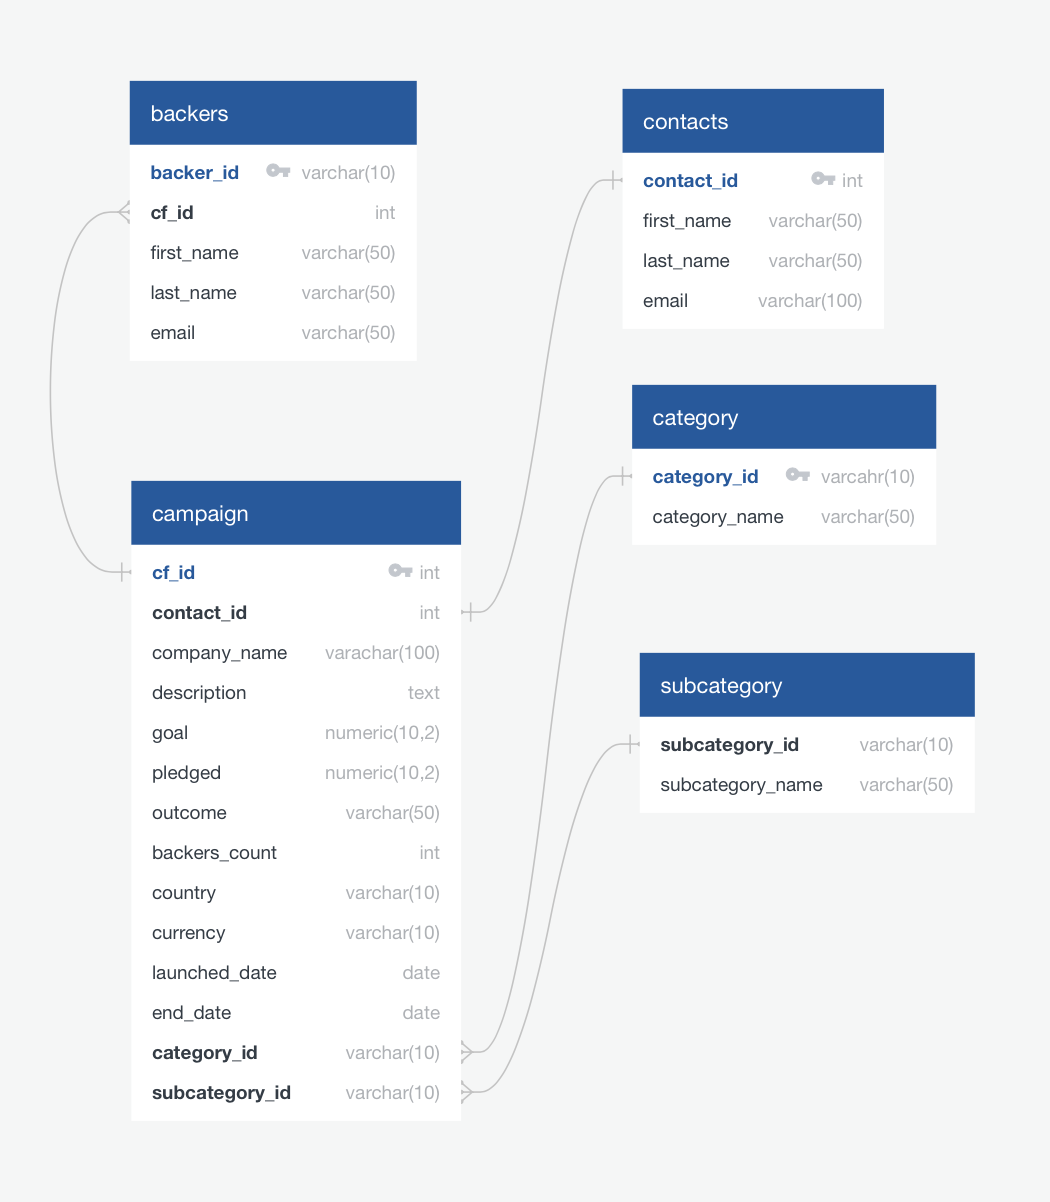 backers
backer_id varchar(10)
cf_id int
first_name varchar(50)
last_name varchar(50)
email varchar(50)
contacts
contact_id int
first_name varchar(50)
last_name varchar(50)
email varchar(100)
category
category_id varcahr(10)
category_name varchar(50)
campaign
cf_id int
contact_id int
company_name varachar(100)
description text
goal numeric(10,2)
pledged numeric(10,2)
outcome varchar(50)
backers_count int
country varchar(10)
currency varchar(10)
launched_date date
end_date date
category_id varchar(10)
subcategory_id varchar(10)
subcategory
subcategory_id varchar(10)
subcategory_name varchar(50)